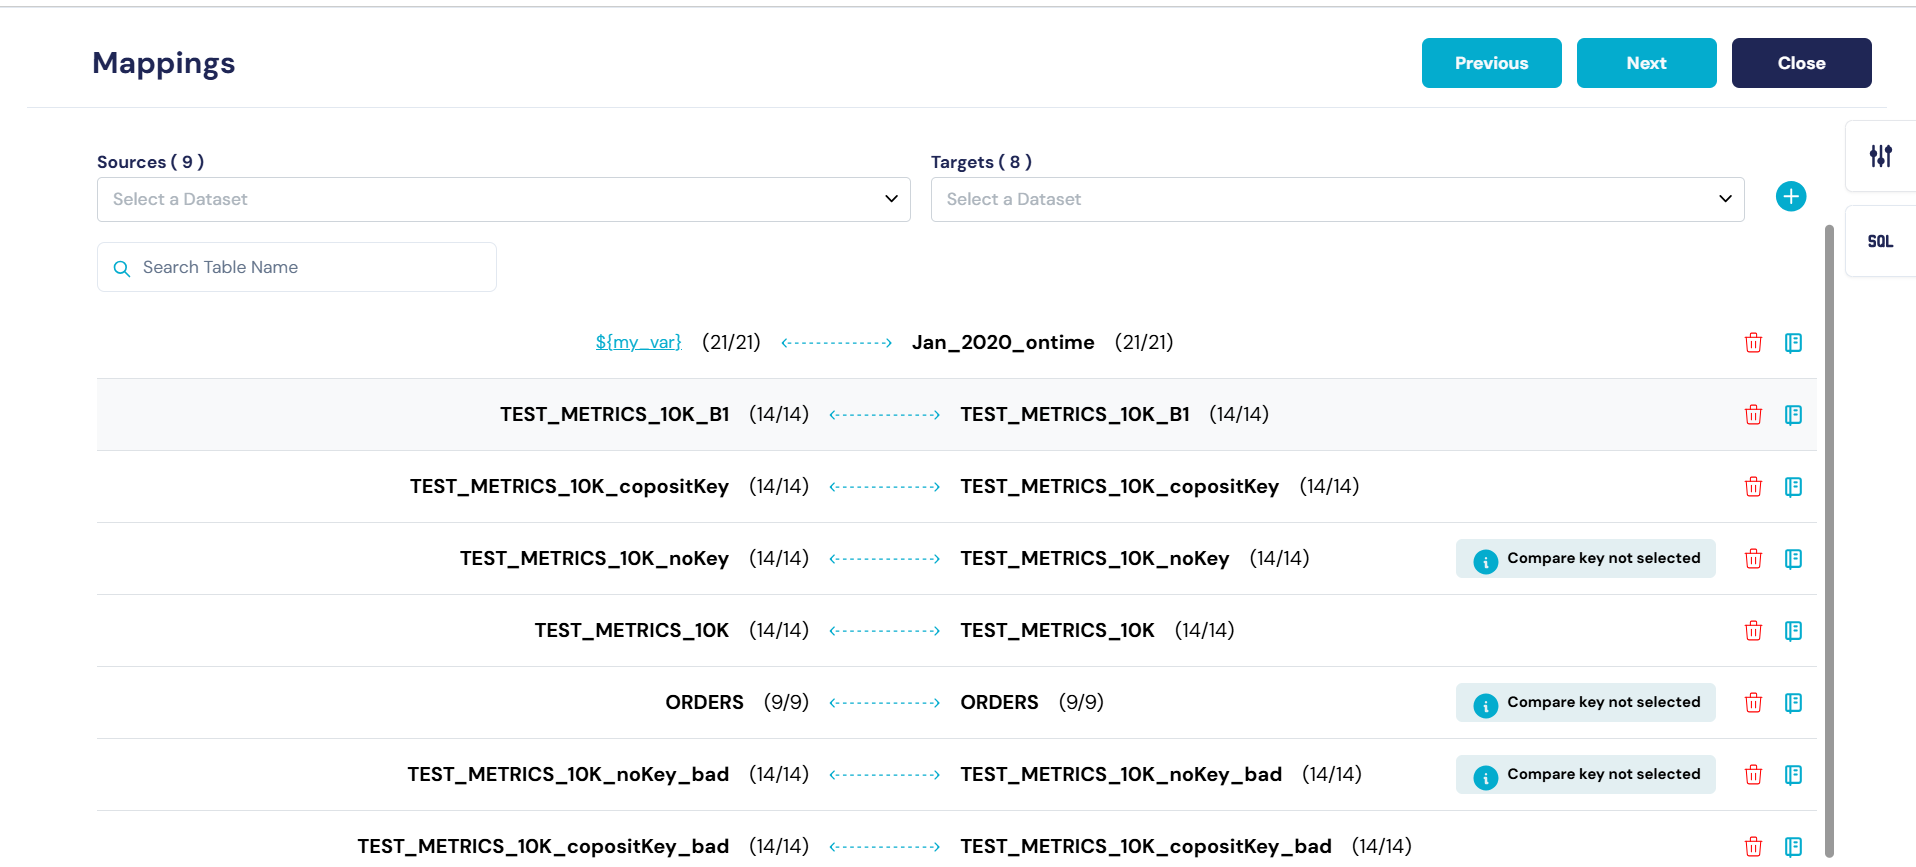 Mappings
Previous
Next
Close
Sources ( 9 )
Targets ( 8 )
Select a Dataset
Select a Dataset
SQL
Search Table Name
${my_var} (21/21) Jan_2020_ontime (21/21)
TEST_METRICS_10K_B1 (14/14) TEST_METRICS_10K_B1 (14/14)
TEST_METRICS_10K_copositKey (14/14) TEST_METRICS_10K_copositKey (14/14)
TEST_METRICS_10K_noKey (14/14) TEST_METRICS_10K_noKey (14/14) Compare key not selected
TEST_METRICS_10K (14/14) TEST_METRICS_10K (14/14)
ORDERS (9/9) ORDERS (9/9) Compare key not selected
TEST_METRICS_10K_noKey_bad (14/14) TEST_METRICS_10K_noKey_bad (14/14) Compare key not selected
TEST_METRICS_10K_copositKey_bad (14/14) TEST_METRICS_10K_copositKey_bad (14/14)